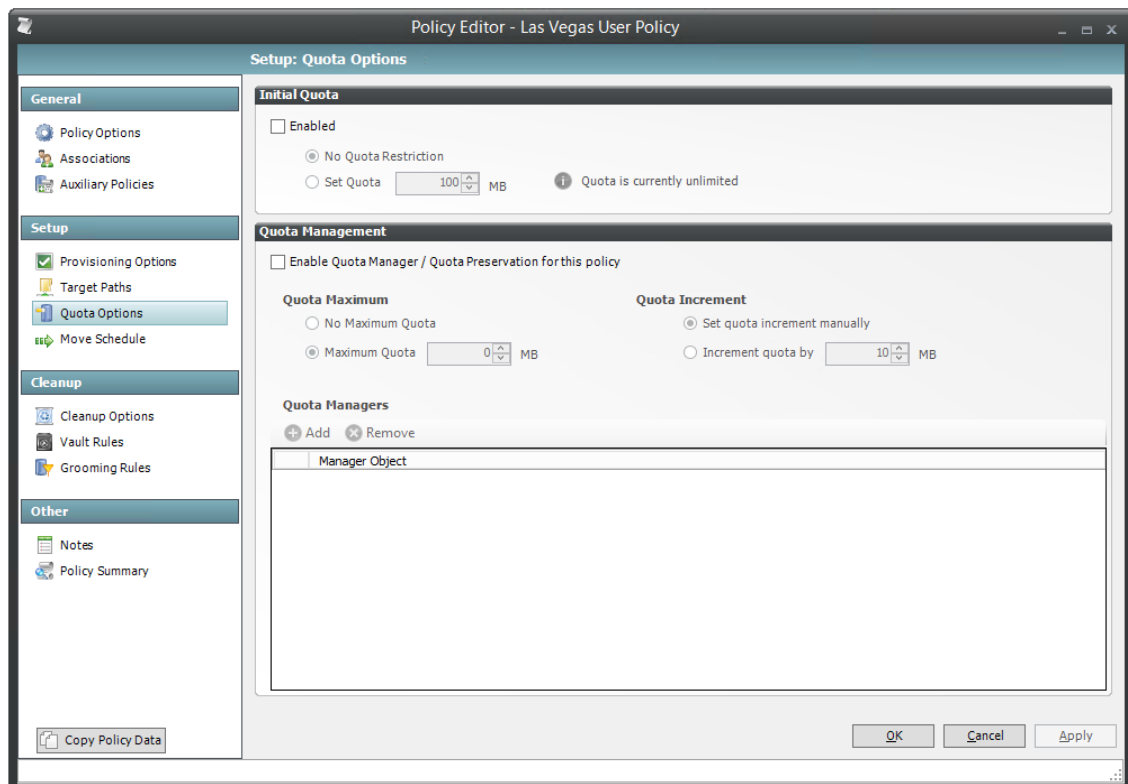 Policy Editor - Las Vegas User Policy
Setup: Quota Options
General
Policy Options
Associations
Auxiliary Policies
Setup
Provisioning Options
Target Paths
Quota Options
Move Schedule
Cleanup
Cleanup Options
Vault Rules
Grooming Rules
Other
Notes
Policy Summary
Copy Policy Data
Initial Quota
Enabled
No Quota Restriction
Set Quota 100 MB Quota is currently unlimited
Quota Management
Enable Quota Manager / Quota Preservation for this policy
Quota Maximum
No Maximum Quota
Maximum Quota 0 MB
Quota Increment
Set quota increment manually
Increment quota by 10 MB
Quota Managers
Add Remove
Manager Object
OK Cancel Apply